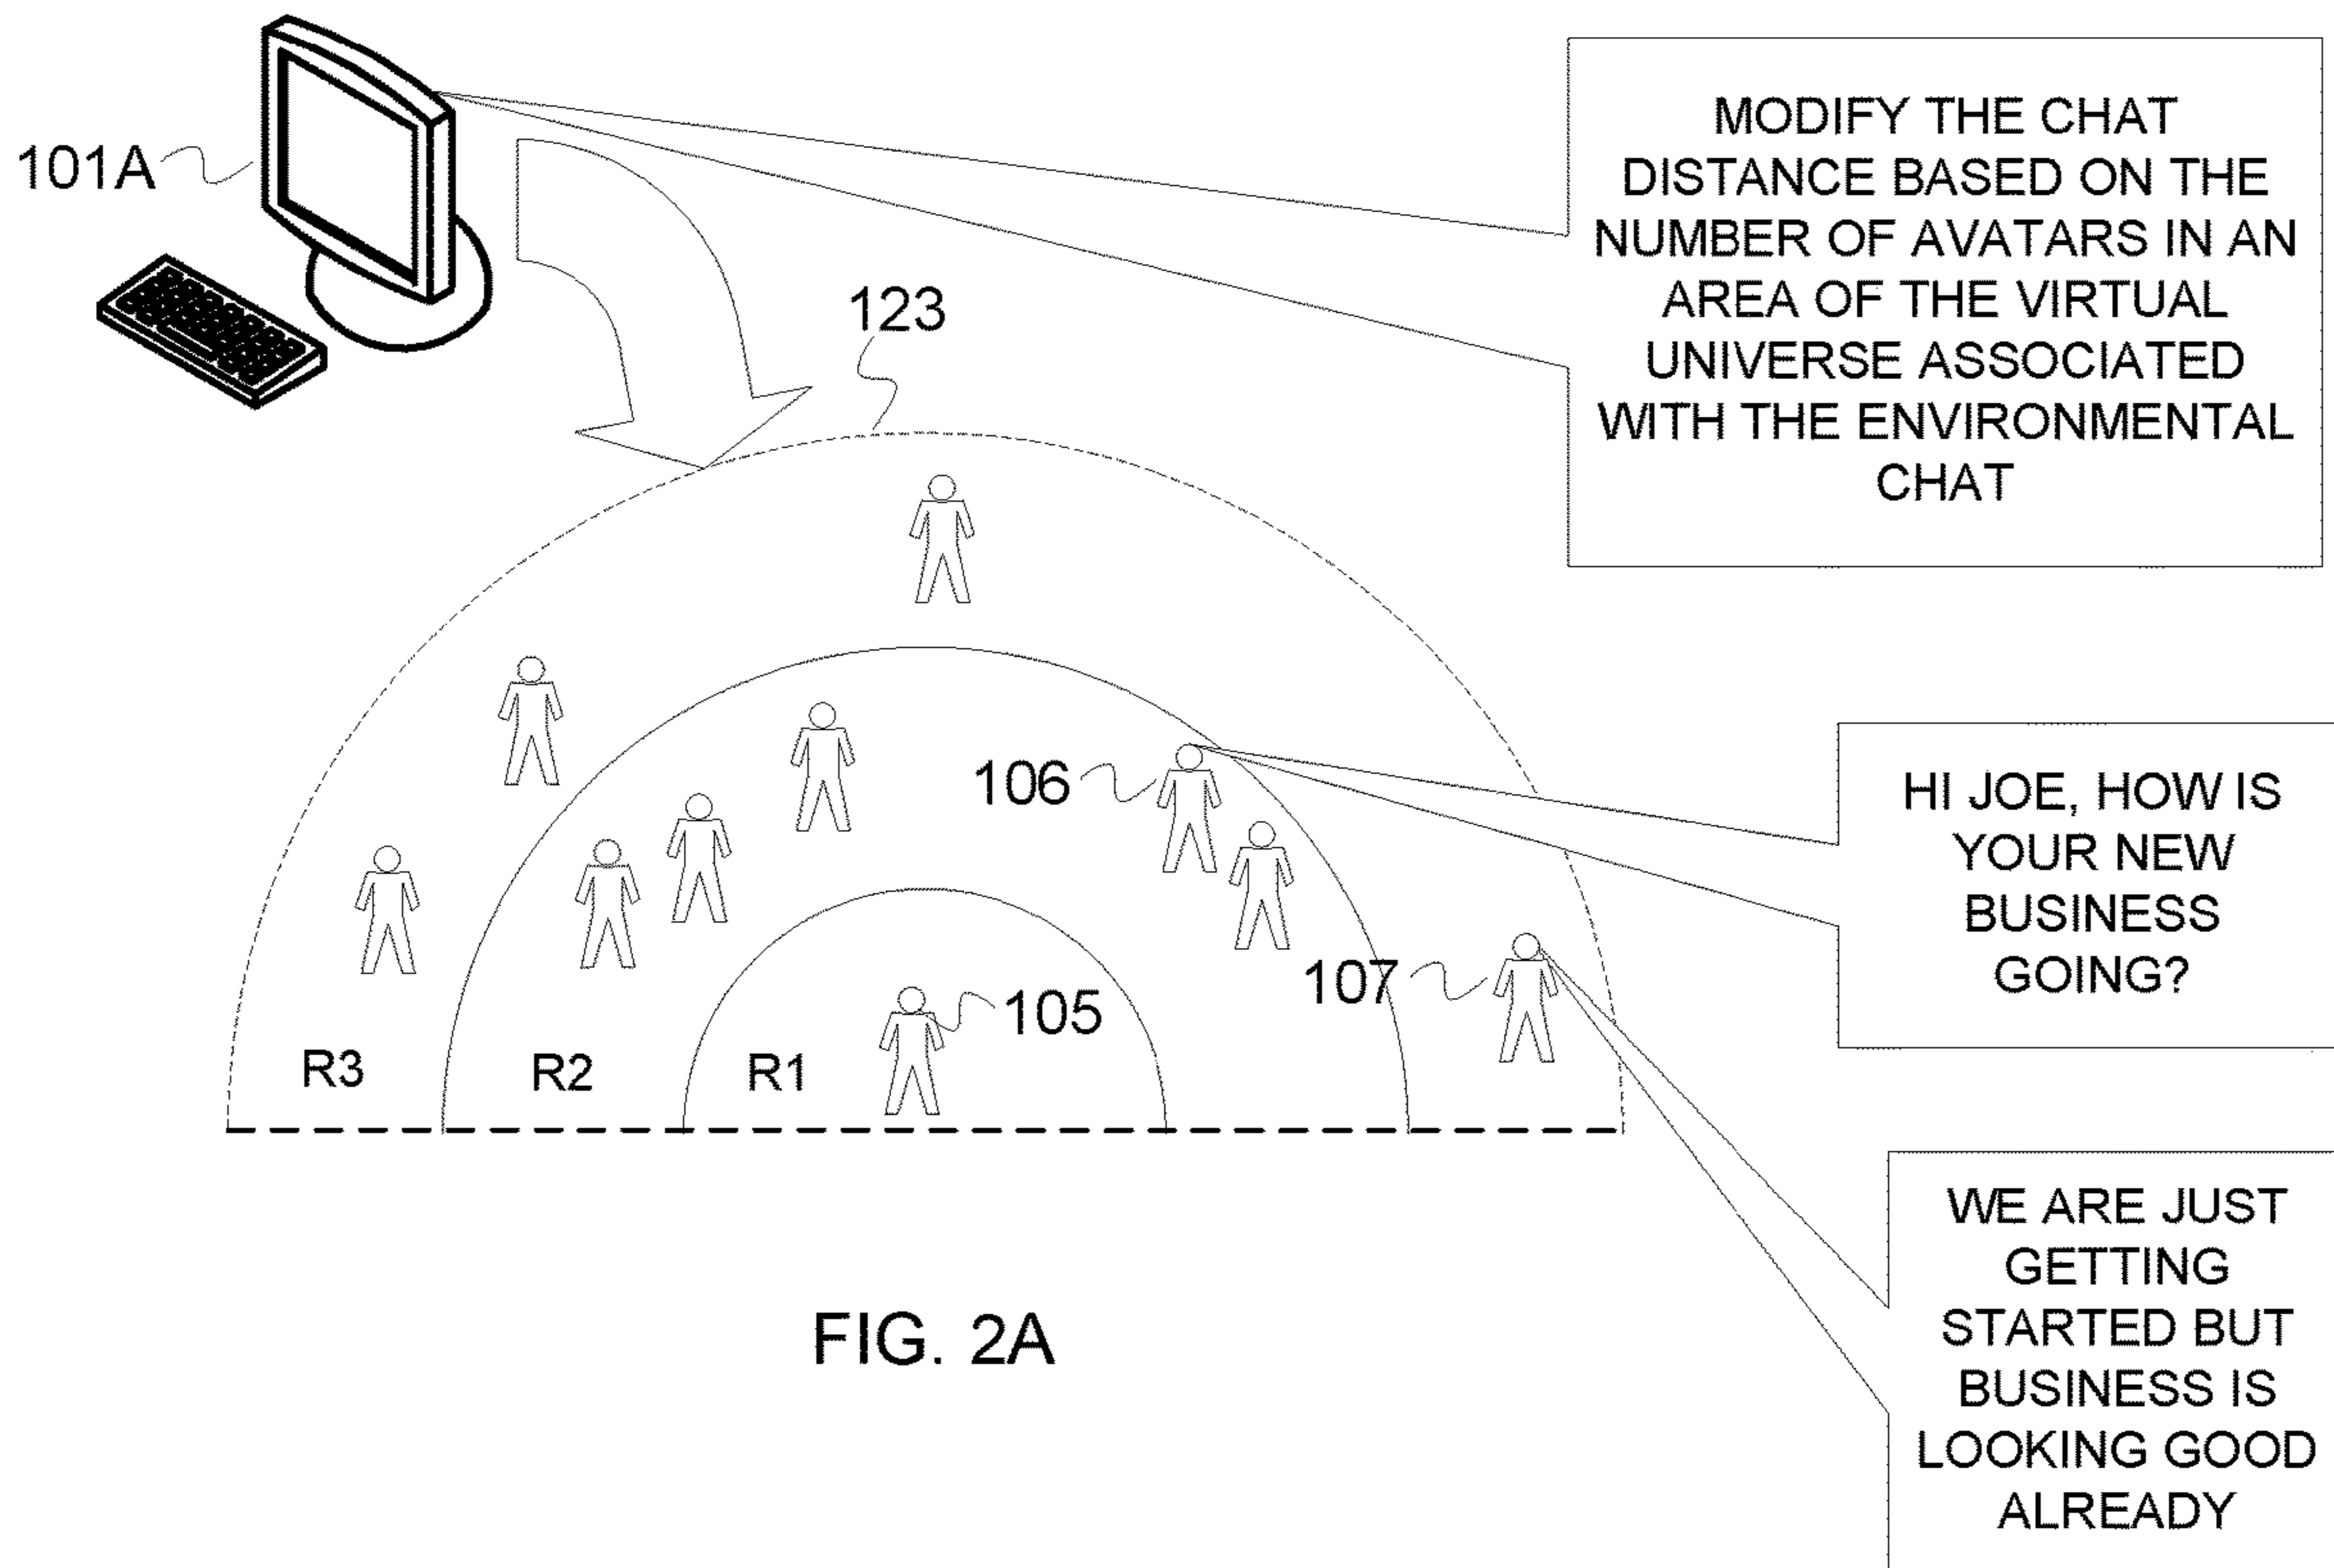 101A
MODIFY THE CHAT
DISTANCE BASED ON THE
NUMBER OF AVATARS IN AN
AREA OF THE VIRTUAL
UNIVERSE ASSOCIATED
WITH THE ENVIRONMENTAL
CHAT
123
106
HI JOE, HOW IS
YOUR NEW
BUSINESS
GOING?
107
105
R3
R2
R1
WE ARE JUST
GETTING
STARTED BUT
BUSINESS IS
LOOKING GOOD
ALREADY
FIG. 2A